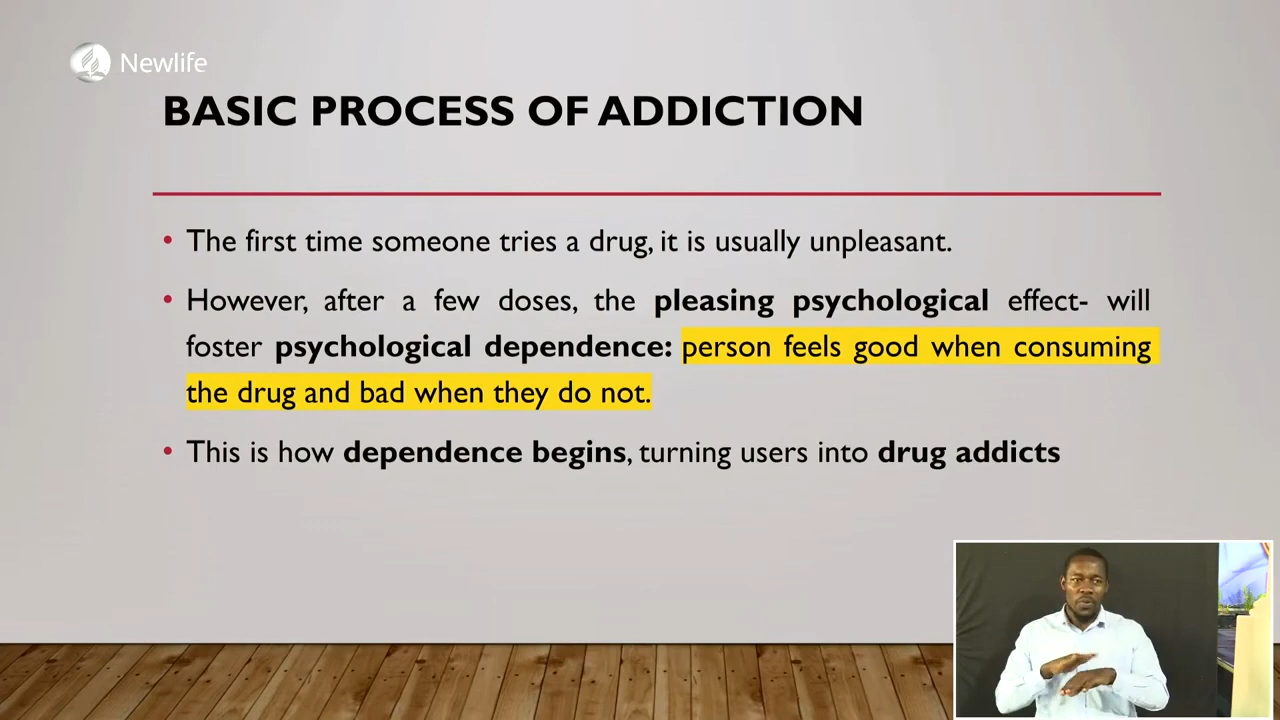 Newlife
BASIC PROCESS OF ADDICTION
• The first time someone tries a drug, it is usually unpleasant.
• However, after a few doses, the pleasing psychological effect- will
foster psychological dependence: person feels good when consuming
the drug and bad when they do not.
• This is how dependence begins, turning users into drug addicts